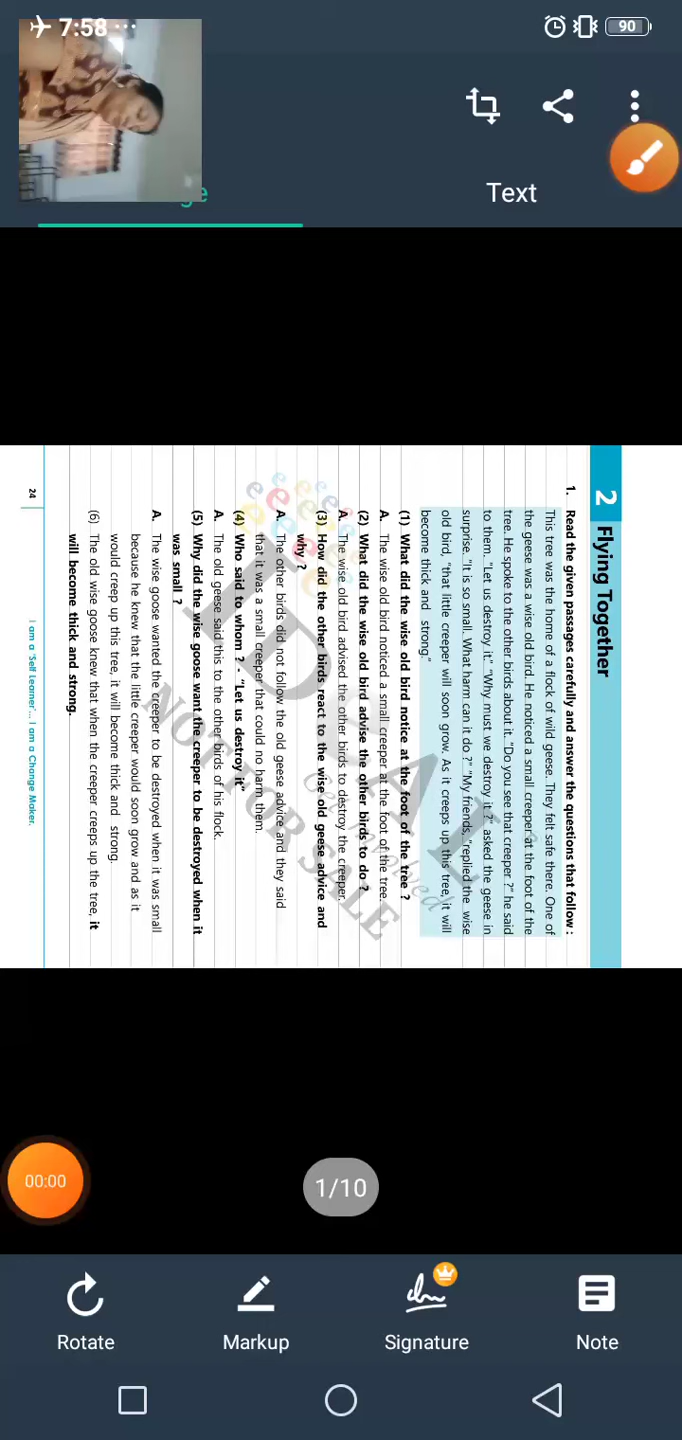 7:58 ...
90
ge
Text
2 Flying Together
1. Read the given passages carefully and answer the questions that follow :
This tree was the home of a flock of wild geese. They felt safe there. One of
the geese was a wise old bird. He noticed a small creeper at the foot of the
tree. He spoke to the other birds about it. "Do you see that creeper ?" he said
to them. "Let us destroy it." "Why must we destroy it ?" asked the geese in
surprise. "It is so small. What harm can it do ?" "My friends, "replied the wise
old bird, "that little creeper will soon grow. As it creeps up this tree, it will
become thick and strong."
(1) What did the wise old bird notice at the foot of the tree ?
A. The wise old bird noticed a small creeper at the foot of the tree.
(2) What did the wise old bird advise the other birds to do ?
A. The wise old bird advised the other birds to destroy the creeper.
(3) How did the other birds react to the wise old geese advice and
why ?
A. The other birds did not follow the old geese advice and they said
that it was a small creeper that could no harm them.
(4) Who said to whom ? - "Let us destroy it"
A. The old geese said this to the other birds of his flock.
(5) Why did the wise goose want the creeper to be destroyed when it
was small ?
A. The wise goose wanted the creeper to be destroyed when it was small
because he knew that the little creeper would soon grow and as it
would creep up this tree, it will become thick and strong.
(6) The old wise goose knew that when the creeper creeps up the tree, it
will become thick and strong.
24
I am a 'Self Learner'... I am a Change Maker.
IDEAL
Get Involved
NOT FOR SALE
00:00
1/10
Rotate
Markup
Signature
Note